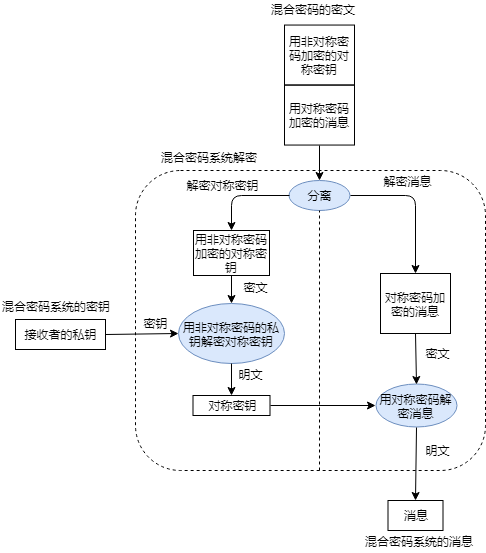 混合密码的密文
用非对称密
码加密的对
称密钥
用对称密码
加密的消息
混合密码系统解密
解密对称密钥
分离
解密消息
用非对称密码
加密的对称密
钥
密文
对称密码加
密的消息
混合密码系统的密钥
接收者的私钥
密钥
用非对称密码的私
钥解密对称密钥
密文
明文
对称密钥
用对称密码解
密消息
明文
消息
混合密码系统的消息